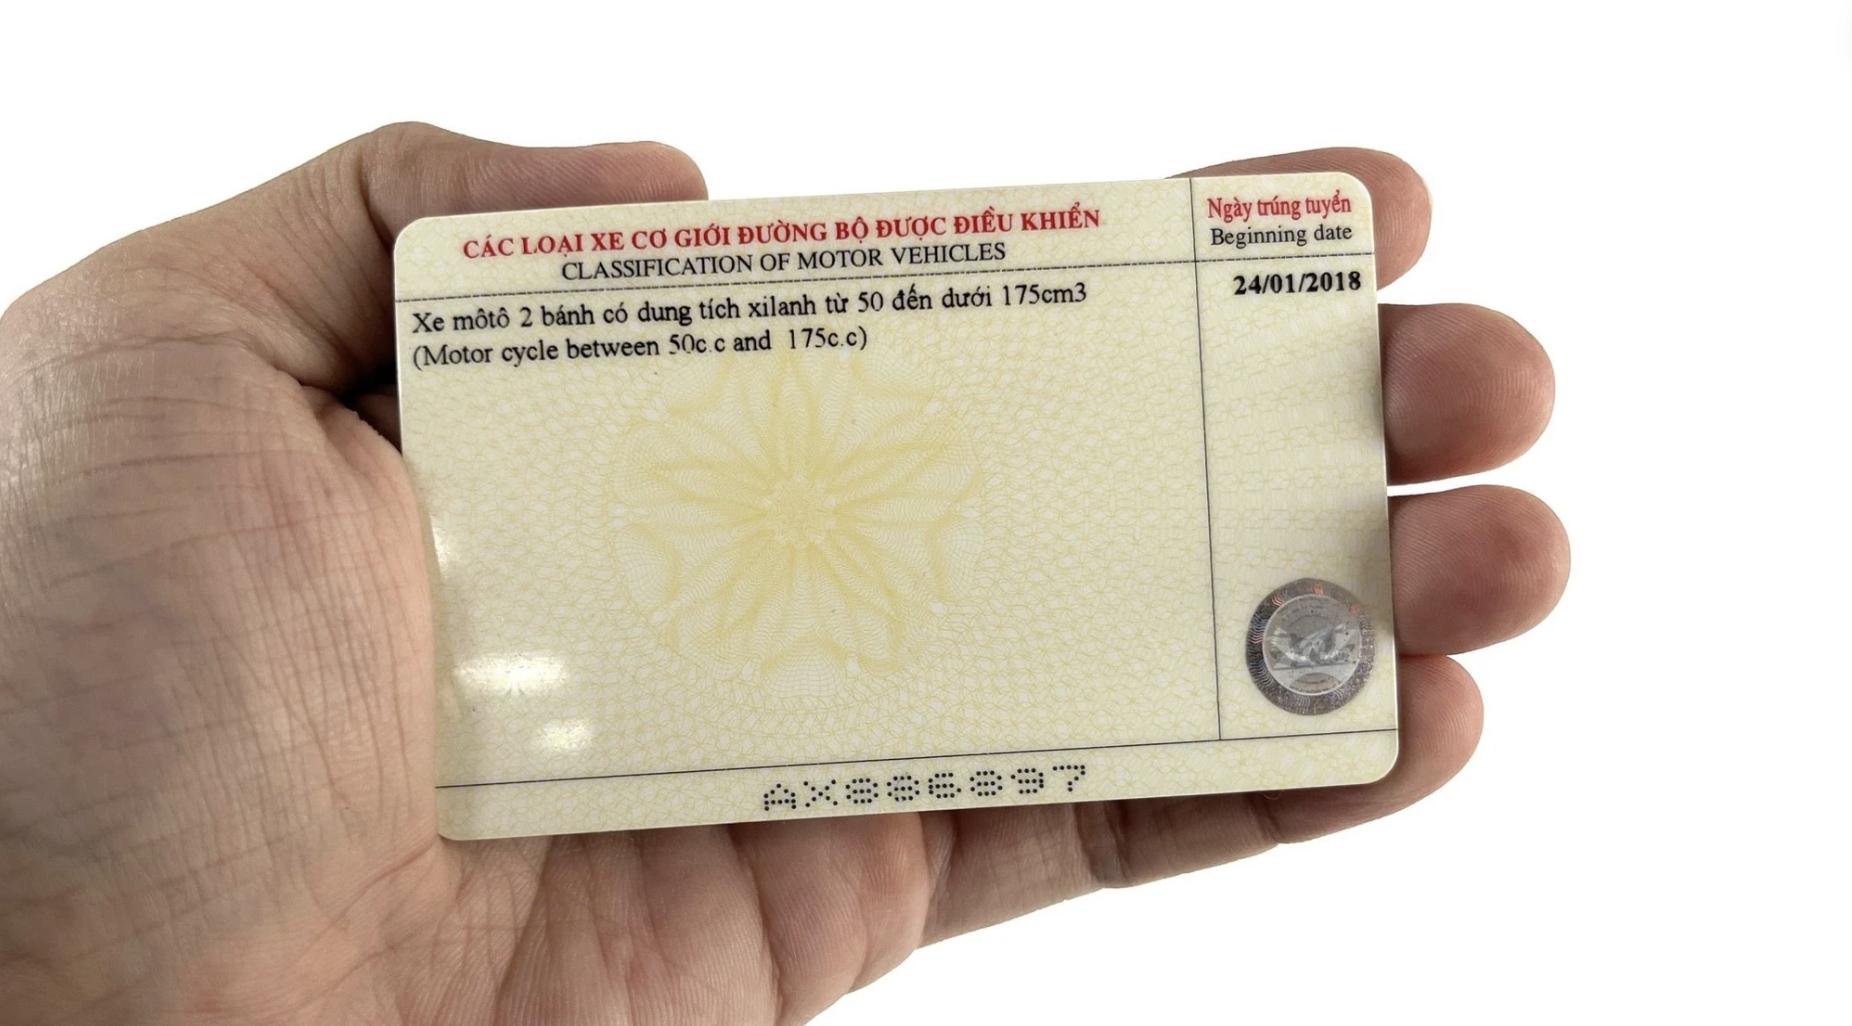 CÁC LOẠI XE CƠ GIỚI ĐƯỜNG BỘ ĐƯỢC ĐIỀU KHIỂN
CLASSIFICATION OF MOTOR VEHICLES
Ngày trúng tuyển
Beginning date
Xe môtô 2 bánh có dung tích xilanh từ 50 đến dưới 175cm3
(Motor cycle between 50c.c and 175c.c)
24/01/2018
AX886897